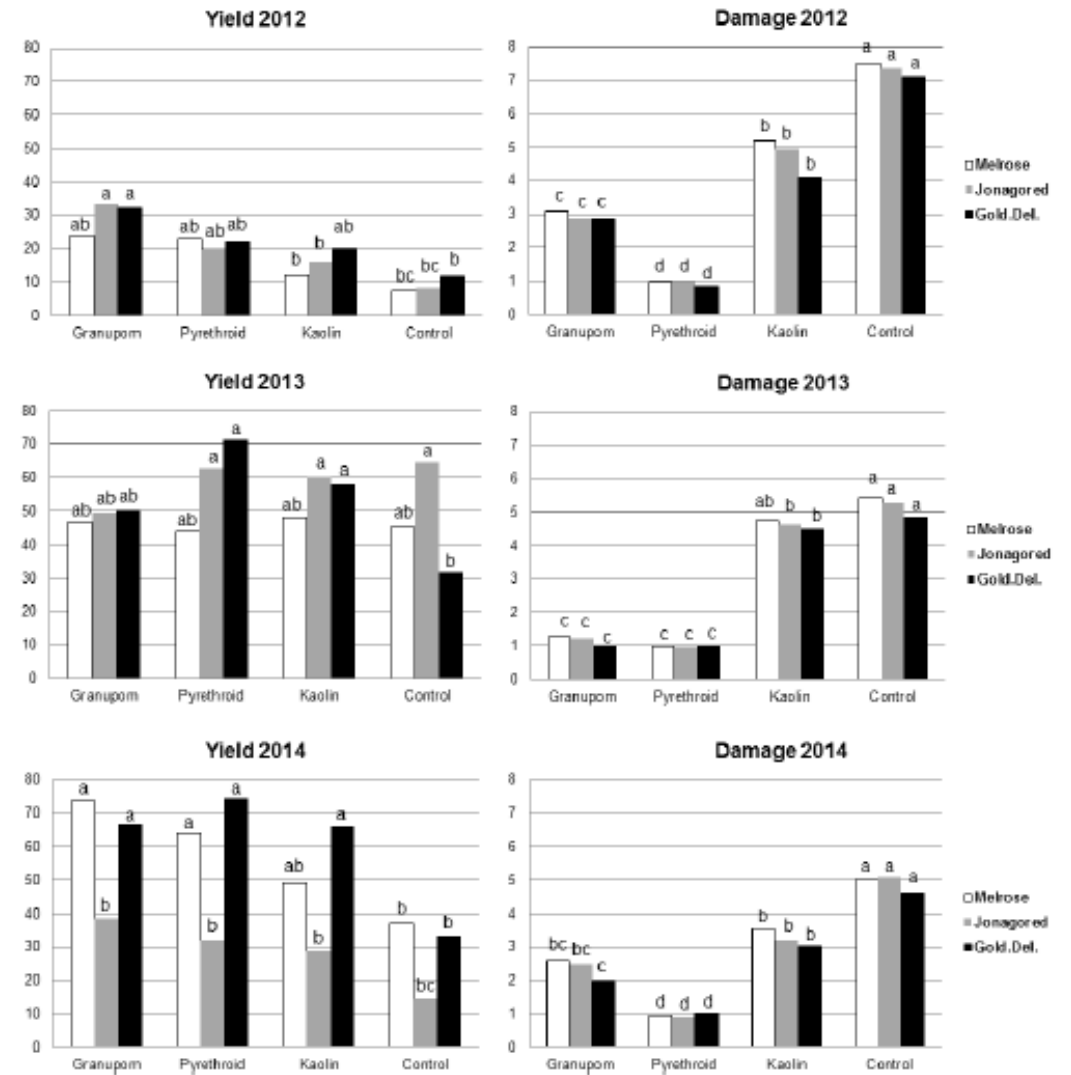 Yield 2012
80
70
60
50
40
30
20
10
0
ab a a
ab ab ab
b b ab
bc bc b
Granupom Pyrethroid Kaolin Control
Damage 2012
8
7
6
5
4
3
2
1
0
c c c
d d d
b b b
a a a
Granupom Pyrethroid Kaolin Control
Melrose
Jonagored
Gold.Del.
Yield 2013
80
70
60
50
40
30
20
10
0
ab ab ab
ab a a
ab a a
ab a b
Granupom Pyrethroid Kaolin Control
Damage 2013
8
7
6
5
4
3
2
1
0
c c c
c c c
ab b b
a a a
Granupom Pyrethroid Kaolin Control
Melrose
Jonagored
Gold.Del.
Yield 2014
80
70
60
50
40
30
20
10
0
a b a
a b a
ab b a
b bc b
Granupom Pyrethroid Kaolin Control
Damage 2014
8
7
6
5
4
3
2
1
0
bc bc c
d d d
b b b
a a a
Granupom Pyrethroid Kaolin Control
Melrose
Jonagored
Gold.Del.